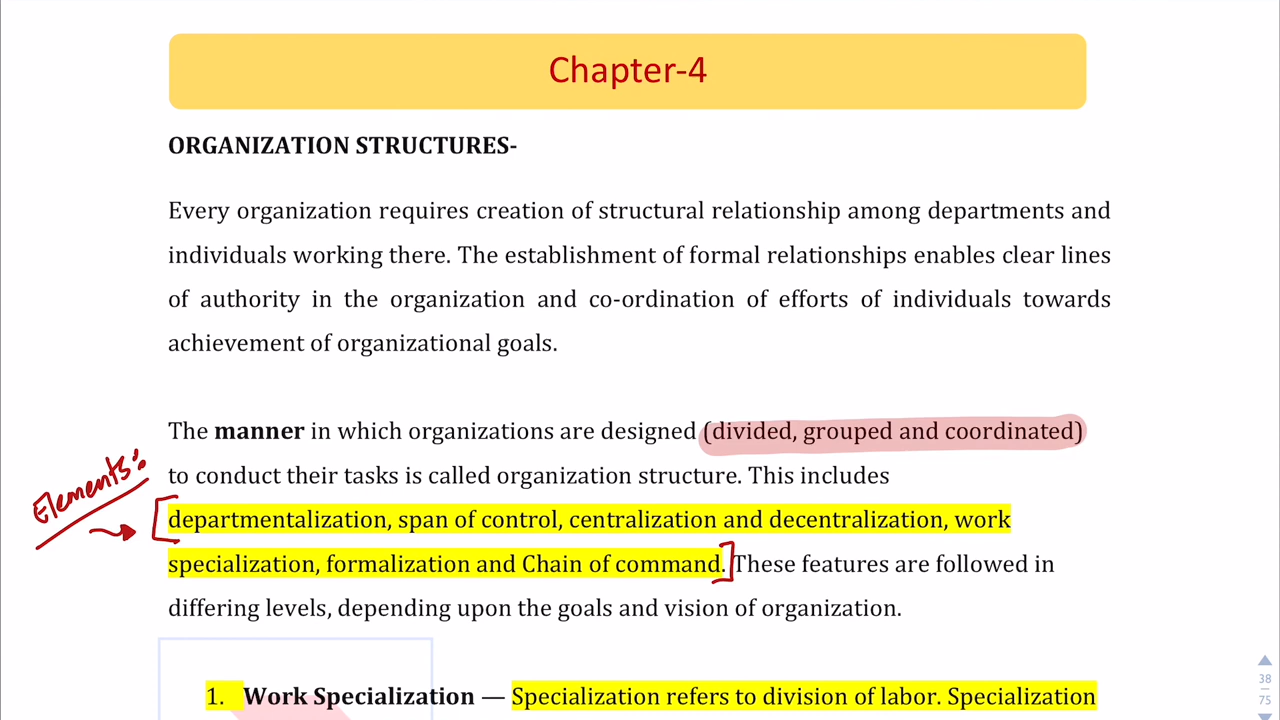 Chapter-4
ORGANIZATION STRUCTURES-
Every organization requires creation of structural relationship among departments and
individuals working there. The establishment of formal relationships enables clear lines
of authority in the organization and co-ordination of efforts of individuals towards
achievement of organizational goals.
The manner in which organizations are designed (divided, grouped and coordinated)
to conduct their tasks is called organization structure. This includes
Elements:
departmentalization, span of control, centralization and decentralization, work
specialization, formalization and Chain of command. These features are followed in
differing levels, depending upon the goals and vision of organization.
1. Work Specialization — Specialization refers to division of labor. Specialization
38
75